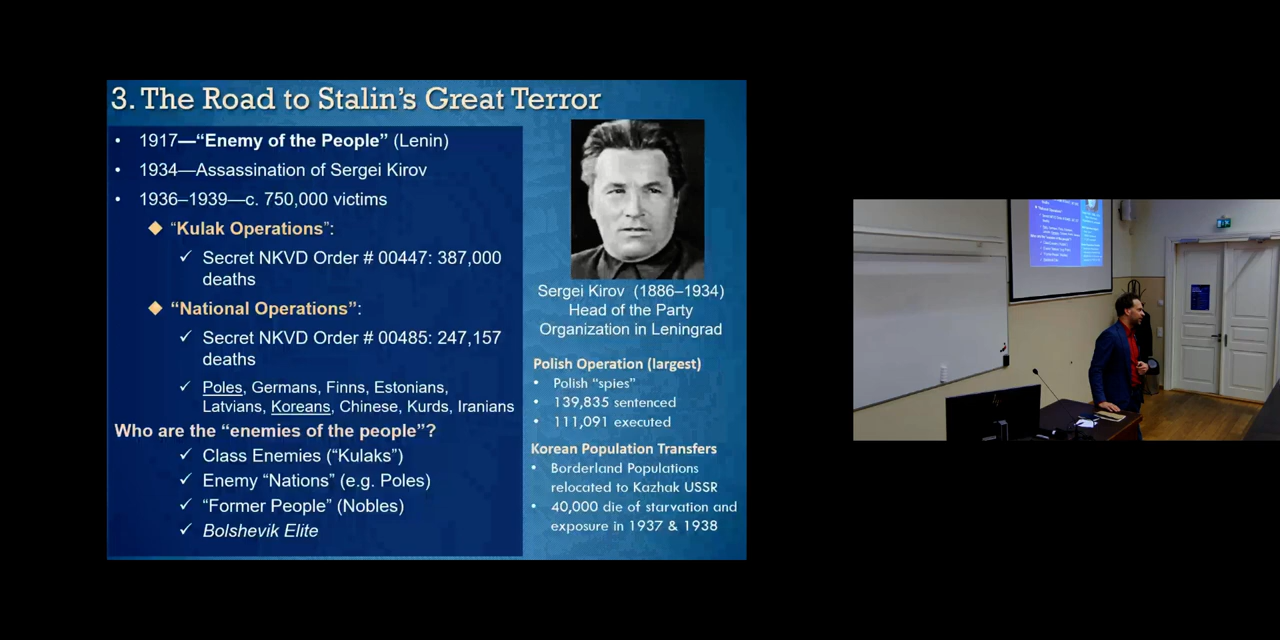 3. The Road to Stalin's Great Terror
• 1917—“Enemy of the People” (Lenin)
• 1934—Assassination of Sergei Kirov
• 1936–1939—c. 750,000 victims
“Kulak Operations”:
Secret NKVD Order # 00447: 387,000
deaths
“National Operations”:
Secret NKVD Order # 00485: 247,157
deaths
Poles, Germans, Finns, Estonians,
Latvians, Koreans, Chinese, Kurds, Iranians
Who are the “enemies of the people”?
Class Enemies (“Kulaks”)
Enemy “Nations” (e.g. Poles)
“Former People” (Nobles)
Bolshevik Elite
Sergei Kirov (1886–1934)
Head of the Party
Organization in Leningrad
Polish Operation (largest)
• Polish “spies”
• 139,835 sentenced
• 111,091 executed
Korean Population Transfers
• Borderland Populations
relocated to Kazhak USSR
• 40,000 die of starvation and
exposure in 1937 & 1938